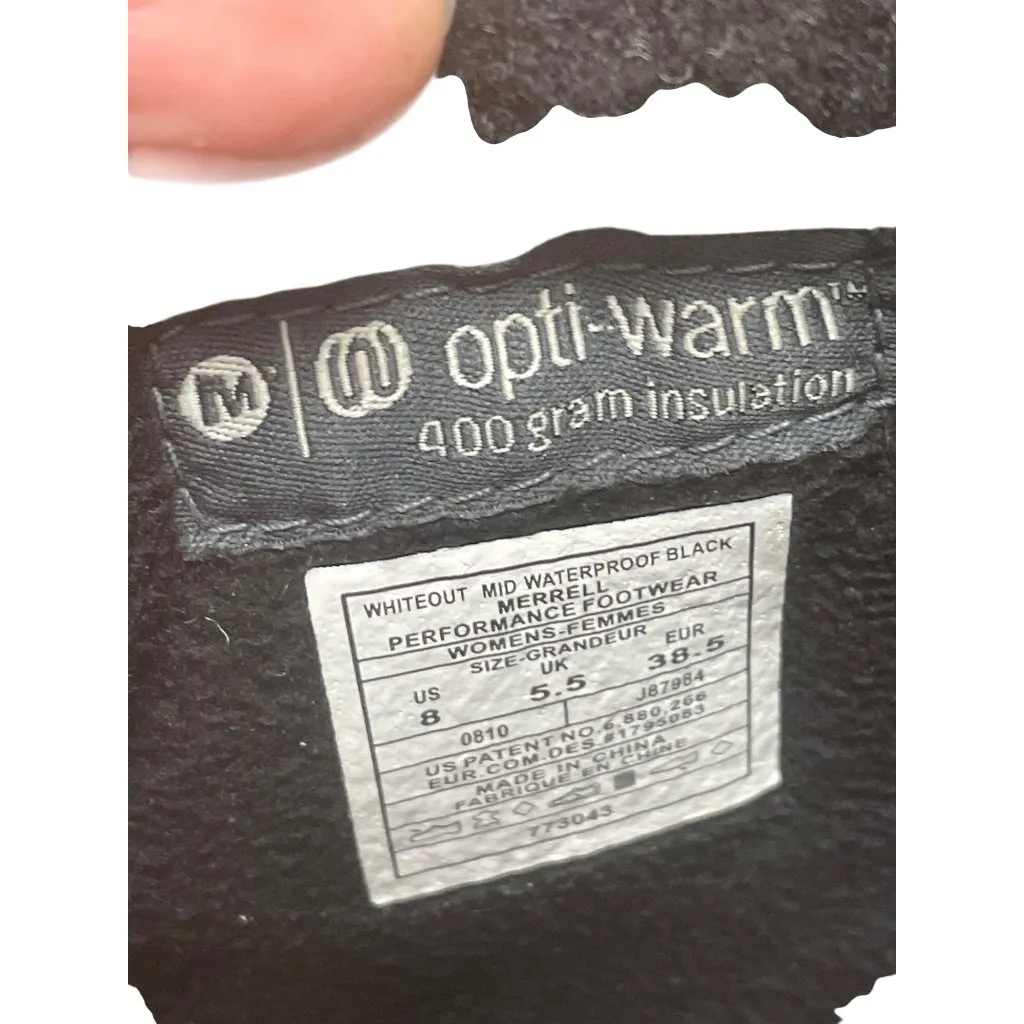 M opti-warm™
400 gram insulation
WHITEOUT MID WATERPROOF BLACK
MERRELL
PERFORMANCE FOOTWEAR
WOMENS-FEMMES
SIZE-GRANDEUR
US UK EUR
8 5.5 38.5
0810 J87984
US PATENT NO.6,880,266
EUR.COM.DES.#1795053
MADE IN CHINA
FABRIQUE EN CHINE
773043